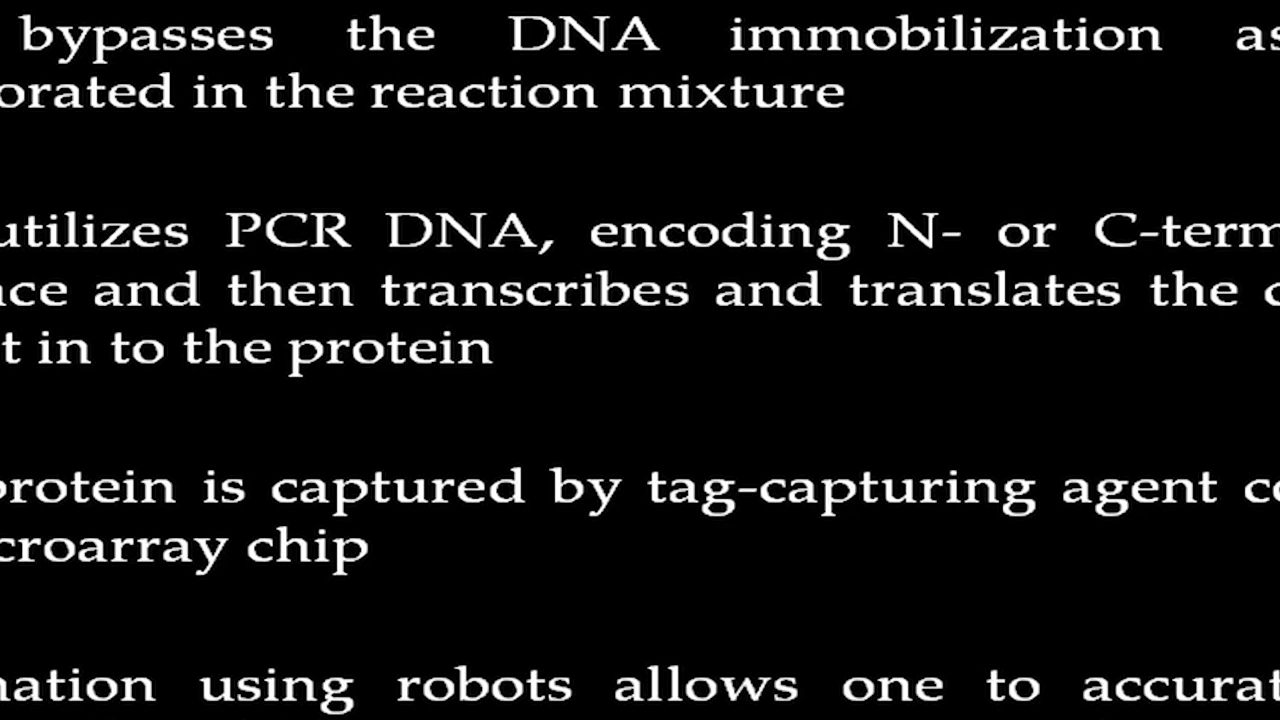 bypasses the DNA immobilization as
orated in the reaction mixture
utilizes PCR DNA, encoding N- or C-term
nce and then transcribes and translates the
t in to the protein
protein is captured by tag-capturing agent co
croarray chip
nation using robots allows one to accurat